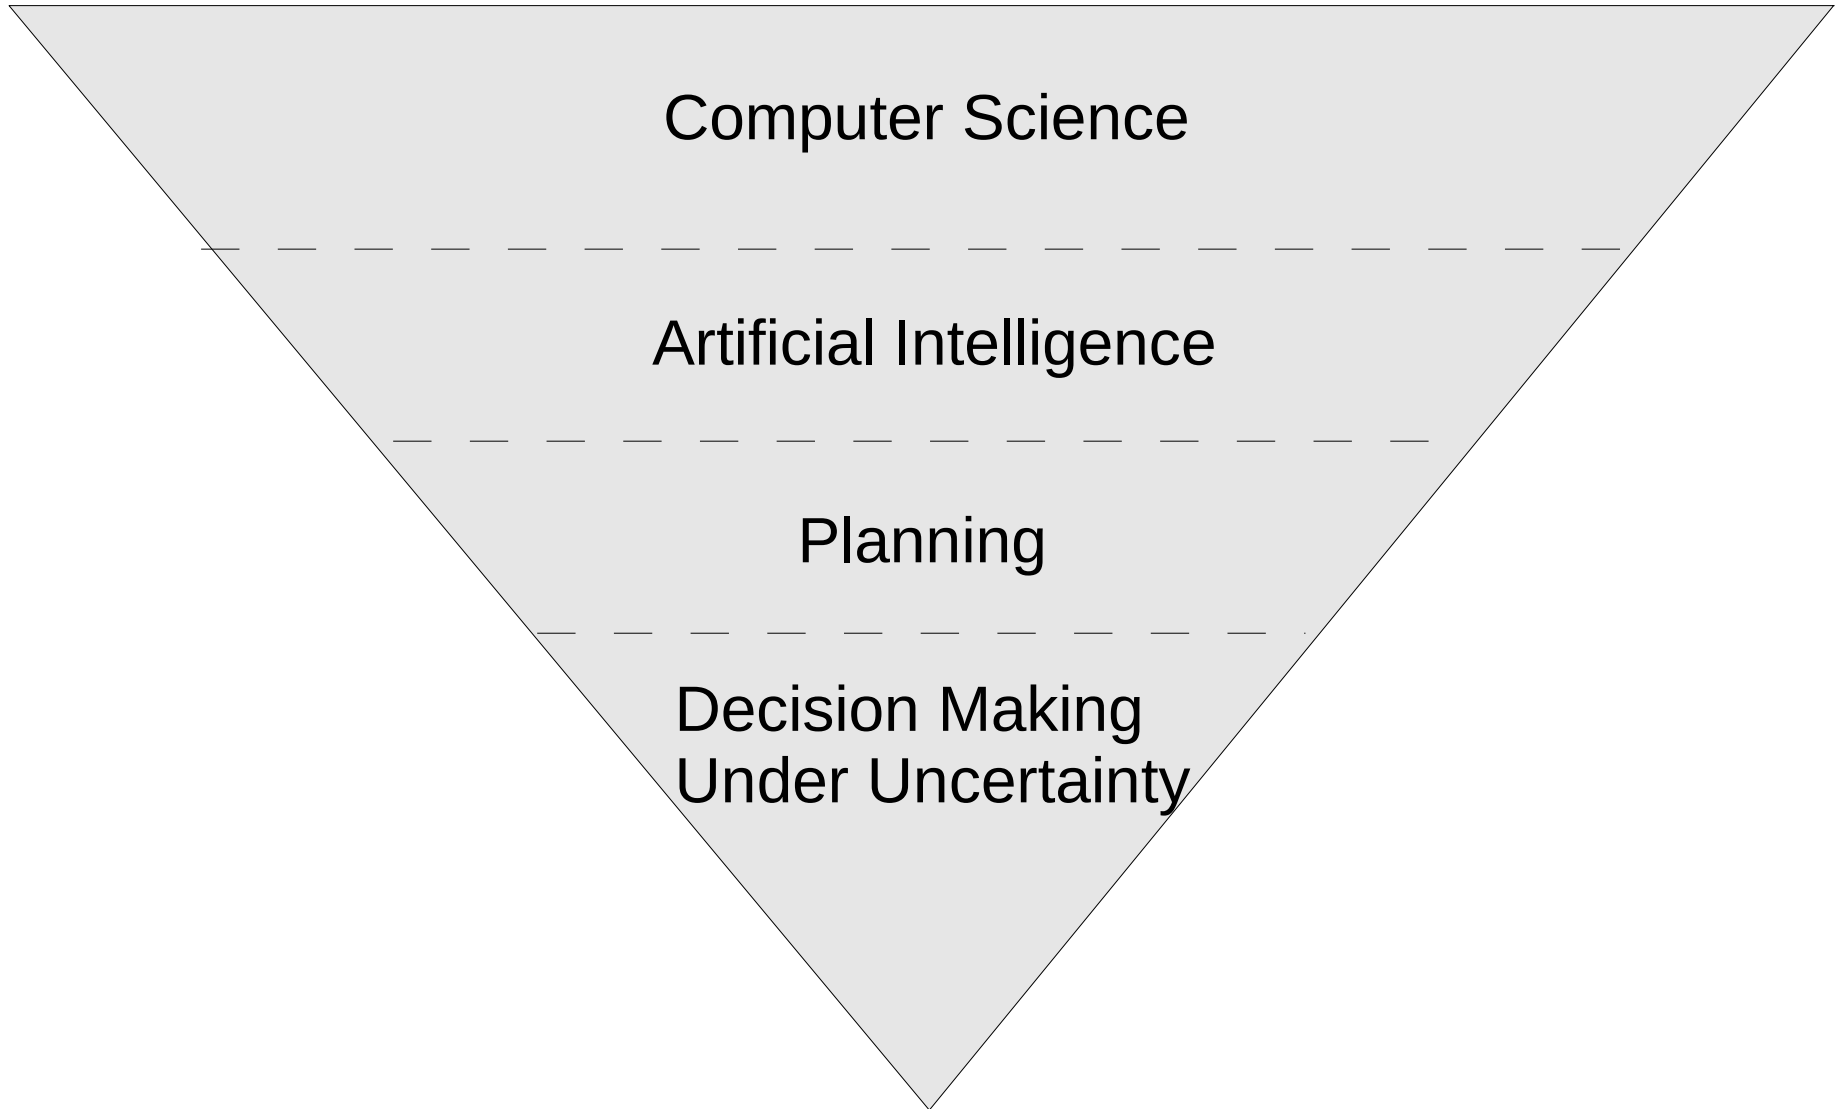 Computer Science
Artificial Intelligence
Planning
Decision Making
Under Uncertainty